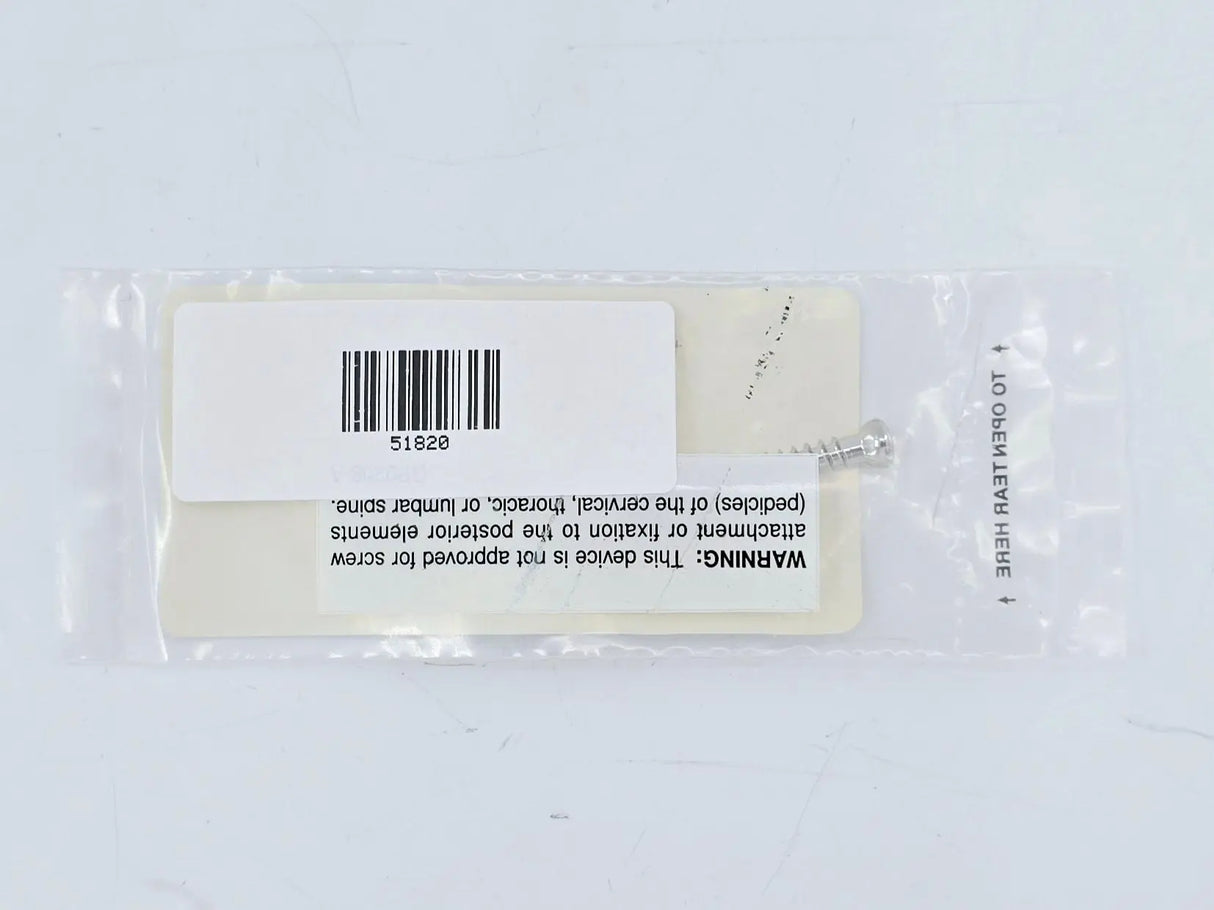 51820
WARNING: This device is not approved for screw
attachment or fixation to the posterior elements
(pedicles) of the cervical, thoracic, or lumbar spine.
TO OPEN TEAR HERE